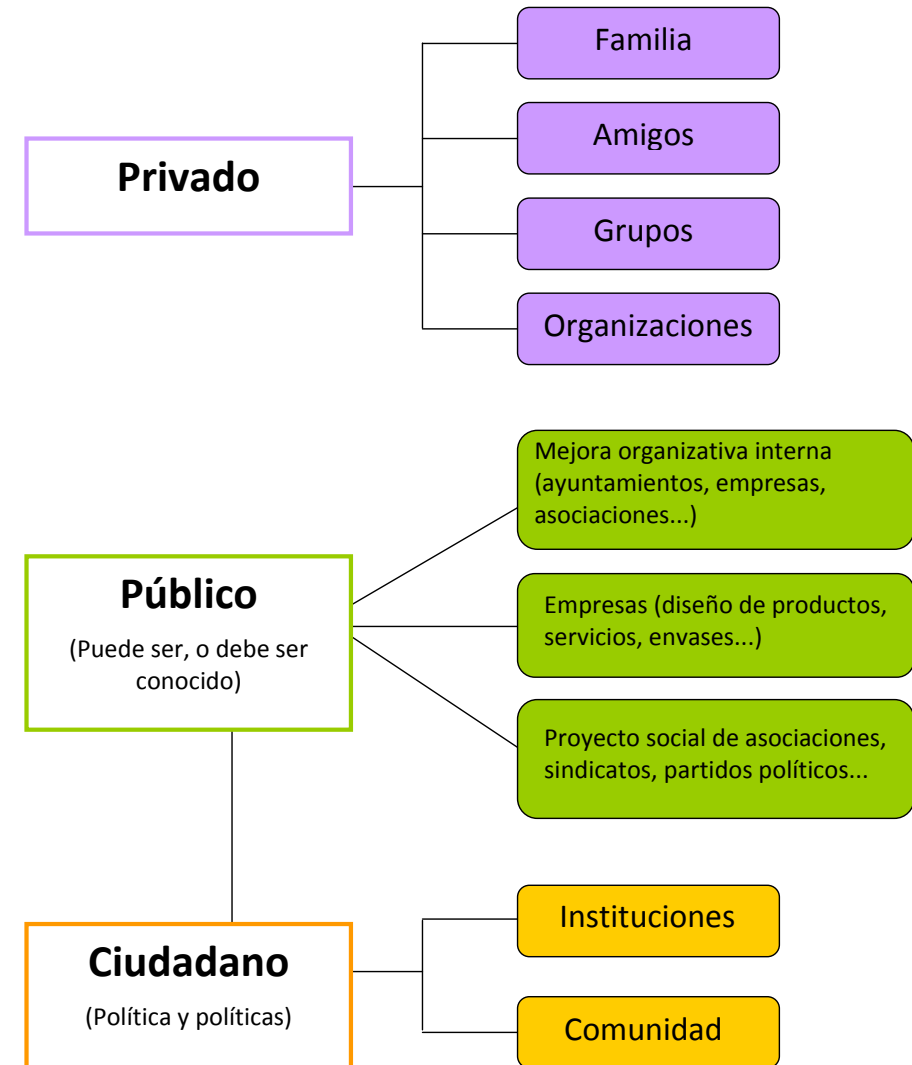 Privado
Familia
Amigos
Grupos
Organizaciones
Público
(Puede ser, o debe ser
conocido)
Mejora organizativa interna
(ayuntamientos, empresas,
asociaciones...)
Empresas (diseño de productos,
servicios, envases...)
Proyecto social de asociaciones,
sindicatos, partidos políticos...
Ciudadano
(Política y políticas)
Instituciones
Comunidad